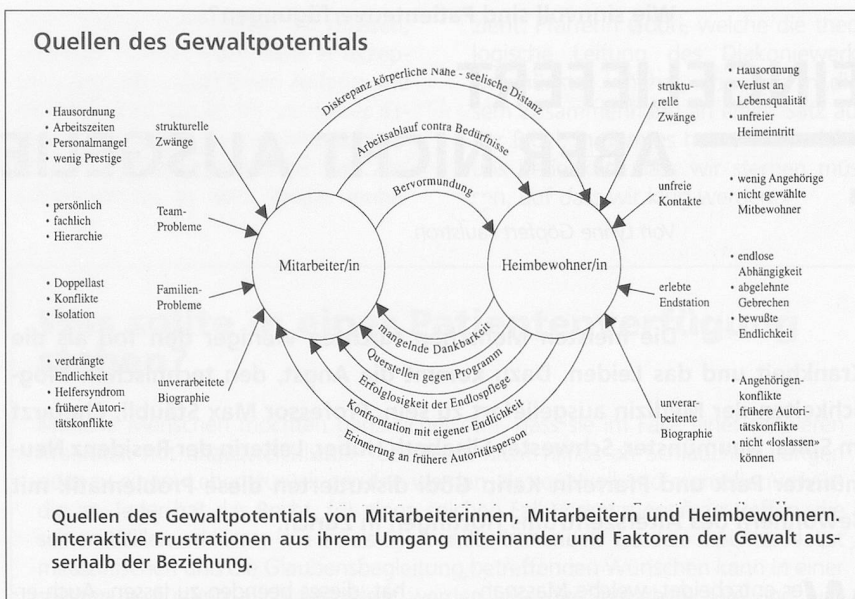 Quellen des Gewaltpotentials
• Hausordnung
• Arbeitszeiten
• Personalmangel
• wenig Prestige
strukturelle
Zwänge
• persönlich
• fachlich
• Hierarchie
Team-
Probleme
• Doppellast
• Konflikte
• Isolation
Familien-
Probleme
• verdrängte
Endlichkeit
• Helfersyndrom
• frühere Autori-
tätskonflikte
unverarbeitete
Biographie
Diskrepanz körperliche Nähe - seelische Distanz
Arbeitsablauf contra Bedürfnisse
Bervormundung
Mitarbeiter/in
Heimbewohner/in
mangelnde Dankbarkeit
Querstellen gegen Programm
Erfolglosigkeit der Endlospflege
Konfrontation mit eigener Endlichkeit
Erinnerung an frühere Autoritätsperson
struktu-
relle
Zwänge
• Hausordnung
• Verlust an
Lebensqualität
• unfreier
Heimeintritt
unfreie
Kontakte
• wenig Angehörige
• nicht gewählte
Mitbewohner
erlebte
Endstation
• endlose
Abhängigkeit
• abgelehnte
Gebrechen
• bewußte
Endlichkeit
unverar-
beitende
Biographie
• Angehörigen-
konflikte
• frühere Autori-
tätskonflikte
• nicht «loslassen»
können
Quellen des Gewaltpotentials von Mitarbeiterinnen, Mitarbeitern und Heimbewohnern.
Interaktive Frustrationen aus ihrem Umgang miteinander und Faktoren der Gewalt aus-
serhalb der Beziehung.